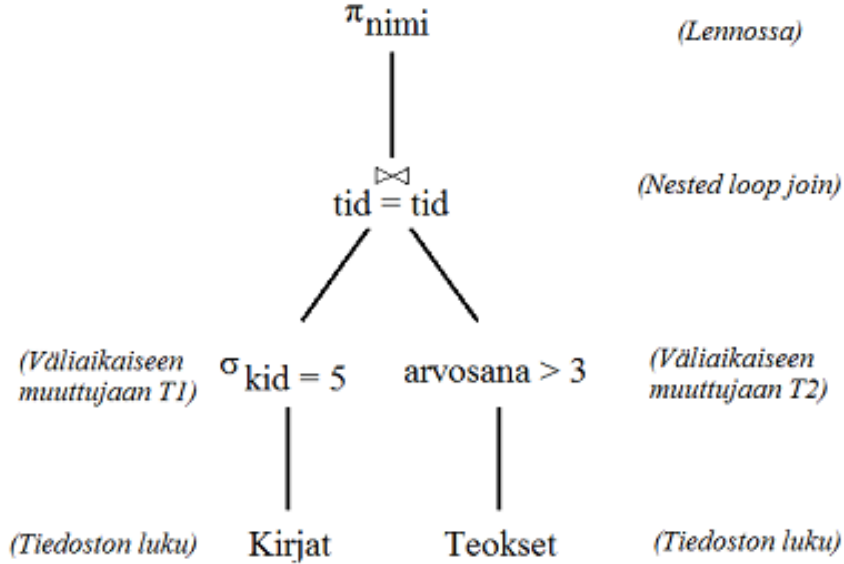 π nimi (Lennossa)
⋈
tid = tid (Nested loop join)
(Väliaikaiseen
muuttujaan T1)
σ kid = 5
arvosana > 3
(Väliaikaiseen
muuttujaan T2)
(Tiedoston luku)
Kirjat
Teokset
(Tiedoston luku)